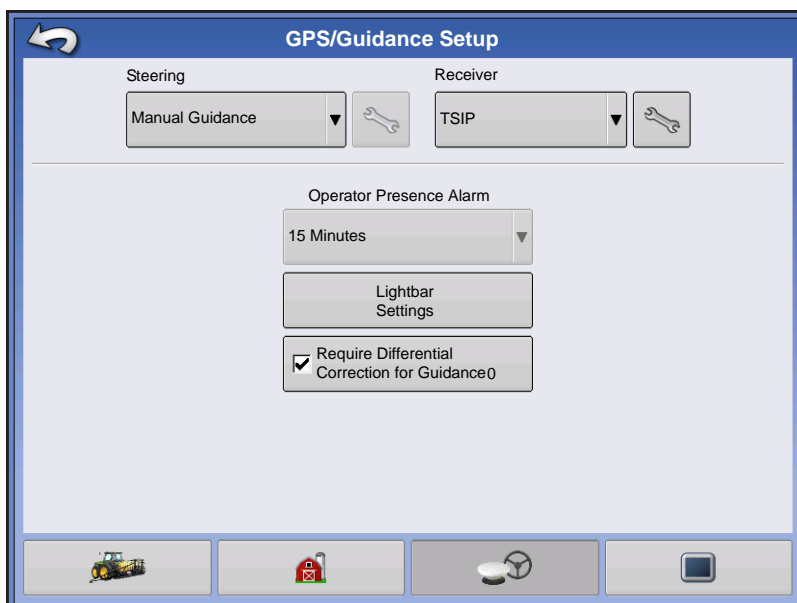 GPS/Guidance Setup
Steering
Receiver
Manual Guidance
TSIP
Operator Presence Alarm
15 Minutes
Lightbar
Settings
Require Differential
Correction for Guidance0